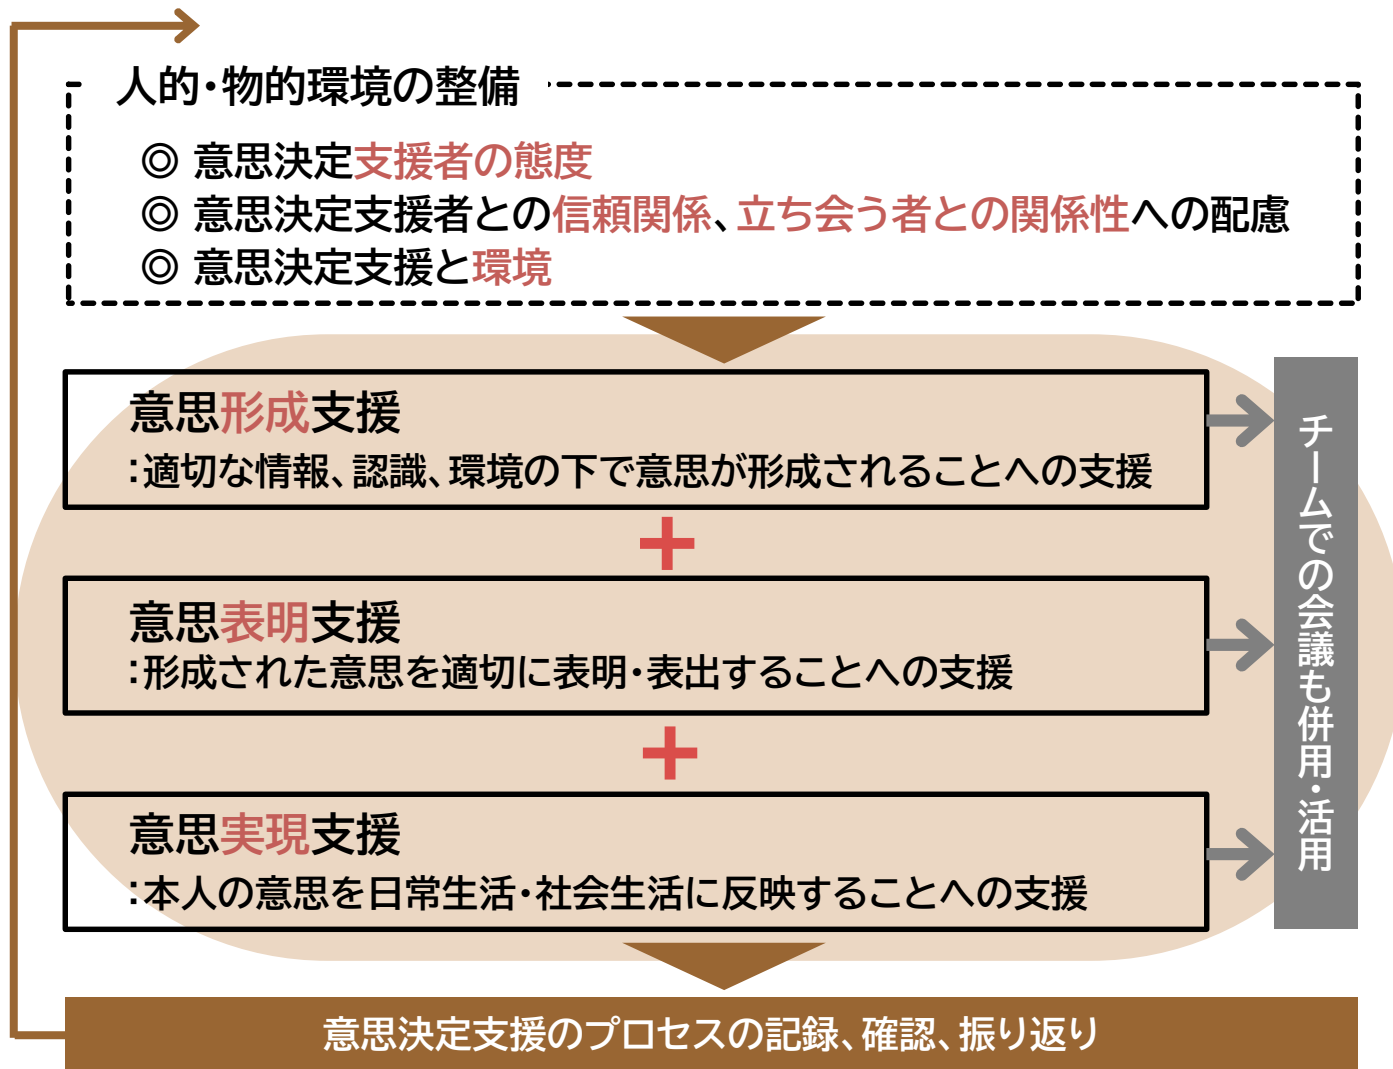 人的・物的環境の整備
◎ 意思決定支援者の態度
◎ 意思決定支援者との信頼関係、立ち会う者との関係性への配慮
◎ 意思決定支援と環境
意思形成支援
：適切な情報、認識、環境の下で意思が形成されることへの支援
＋
意思表明支援
：形成された意思を適切に表明・表出することへの支援
＋
意思実現支援
：本人の意思を日常生活・社会生活に反映することへの支援
チームでの会議も併用・活用
意思決定支援のプロセスの記録、確認、振り返り